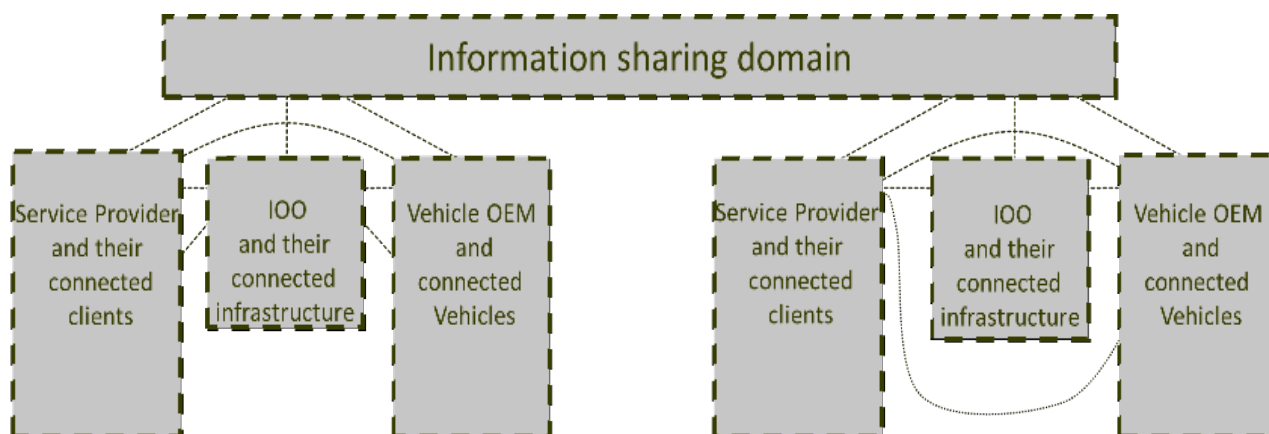 Information sharing domain
Service Provider
and their
connected
clients
IOO
and their
connected
infrastructure
Vehicle OEM
and
connected
Vehicles
Service Provider
and their
connected
clients
IOO
and their
connected
infrastructure
Vehicle OEM
and
connected
Vehicles